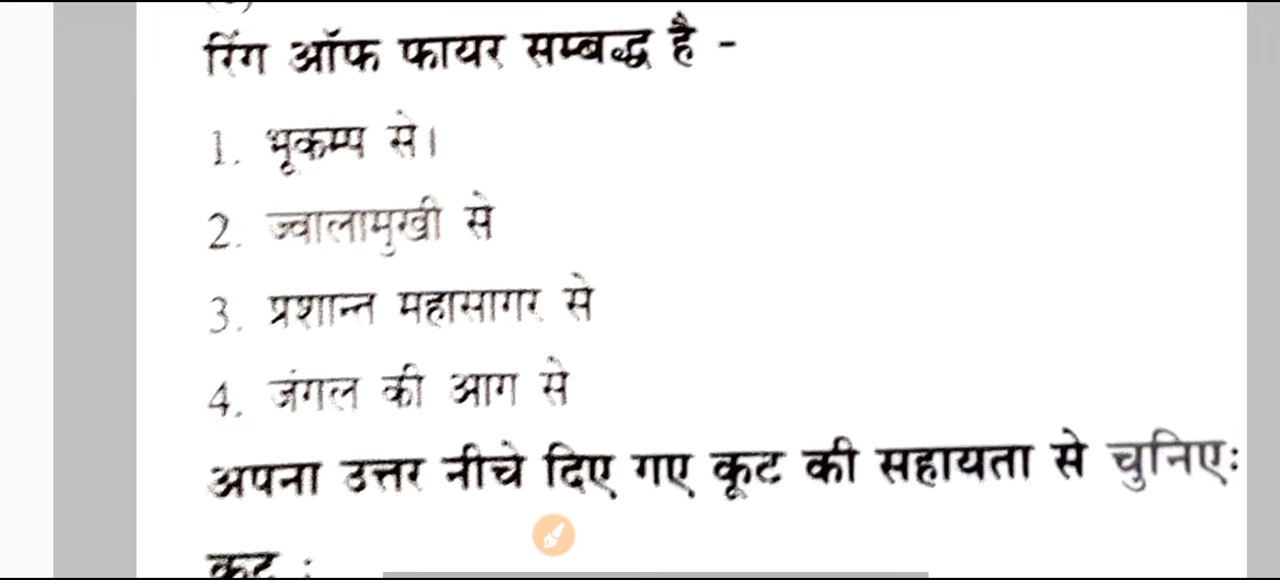 रिंग ऑफ फायर सम्बद्ध है -
1. भूकम्प से।
2. ज्वालामुखी से
3. प्रशान्त महासागर से
4. जंगल की आग से
अपना उत्तर नीचे दिए गए कूट की सहायता से चुनिए:
कूट :